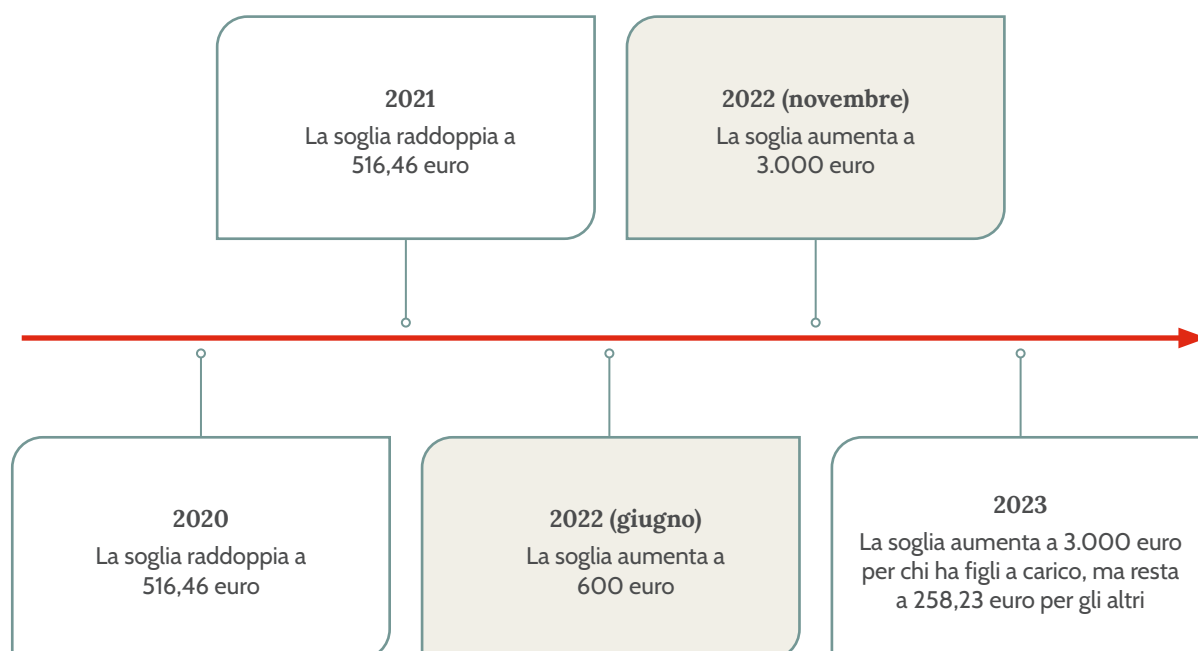 2021
La soglia raddoppia a
516,46 euro
2022 (novembre)
La soglia aumenta a
3.000 euro
2020
La soglia raddoppia a
516,46 euro
2022 (giugno)
La soglia aumenta a
600 euro
2023
La soglia aumenta a 3.000 euro
per chi ha figli a carico, ma resta
a 258,23 euro per gli altri